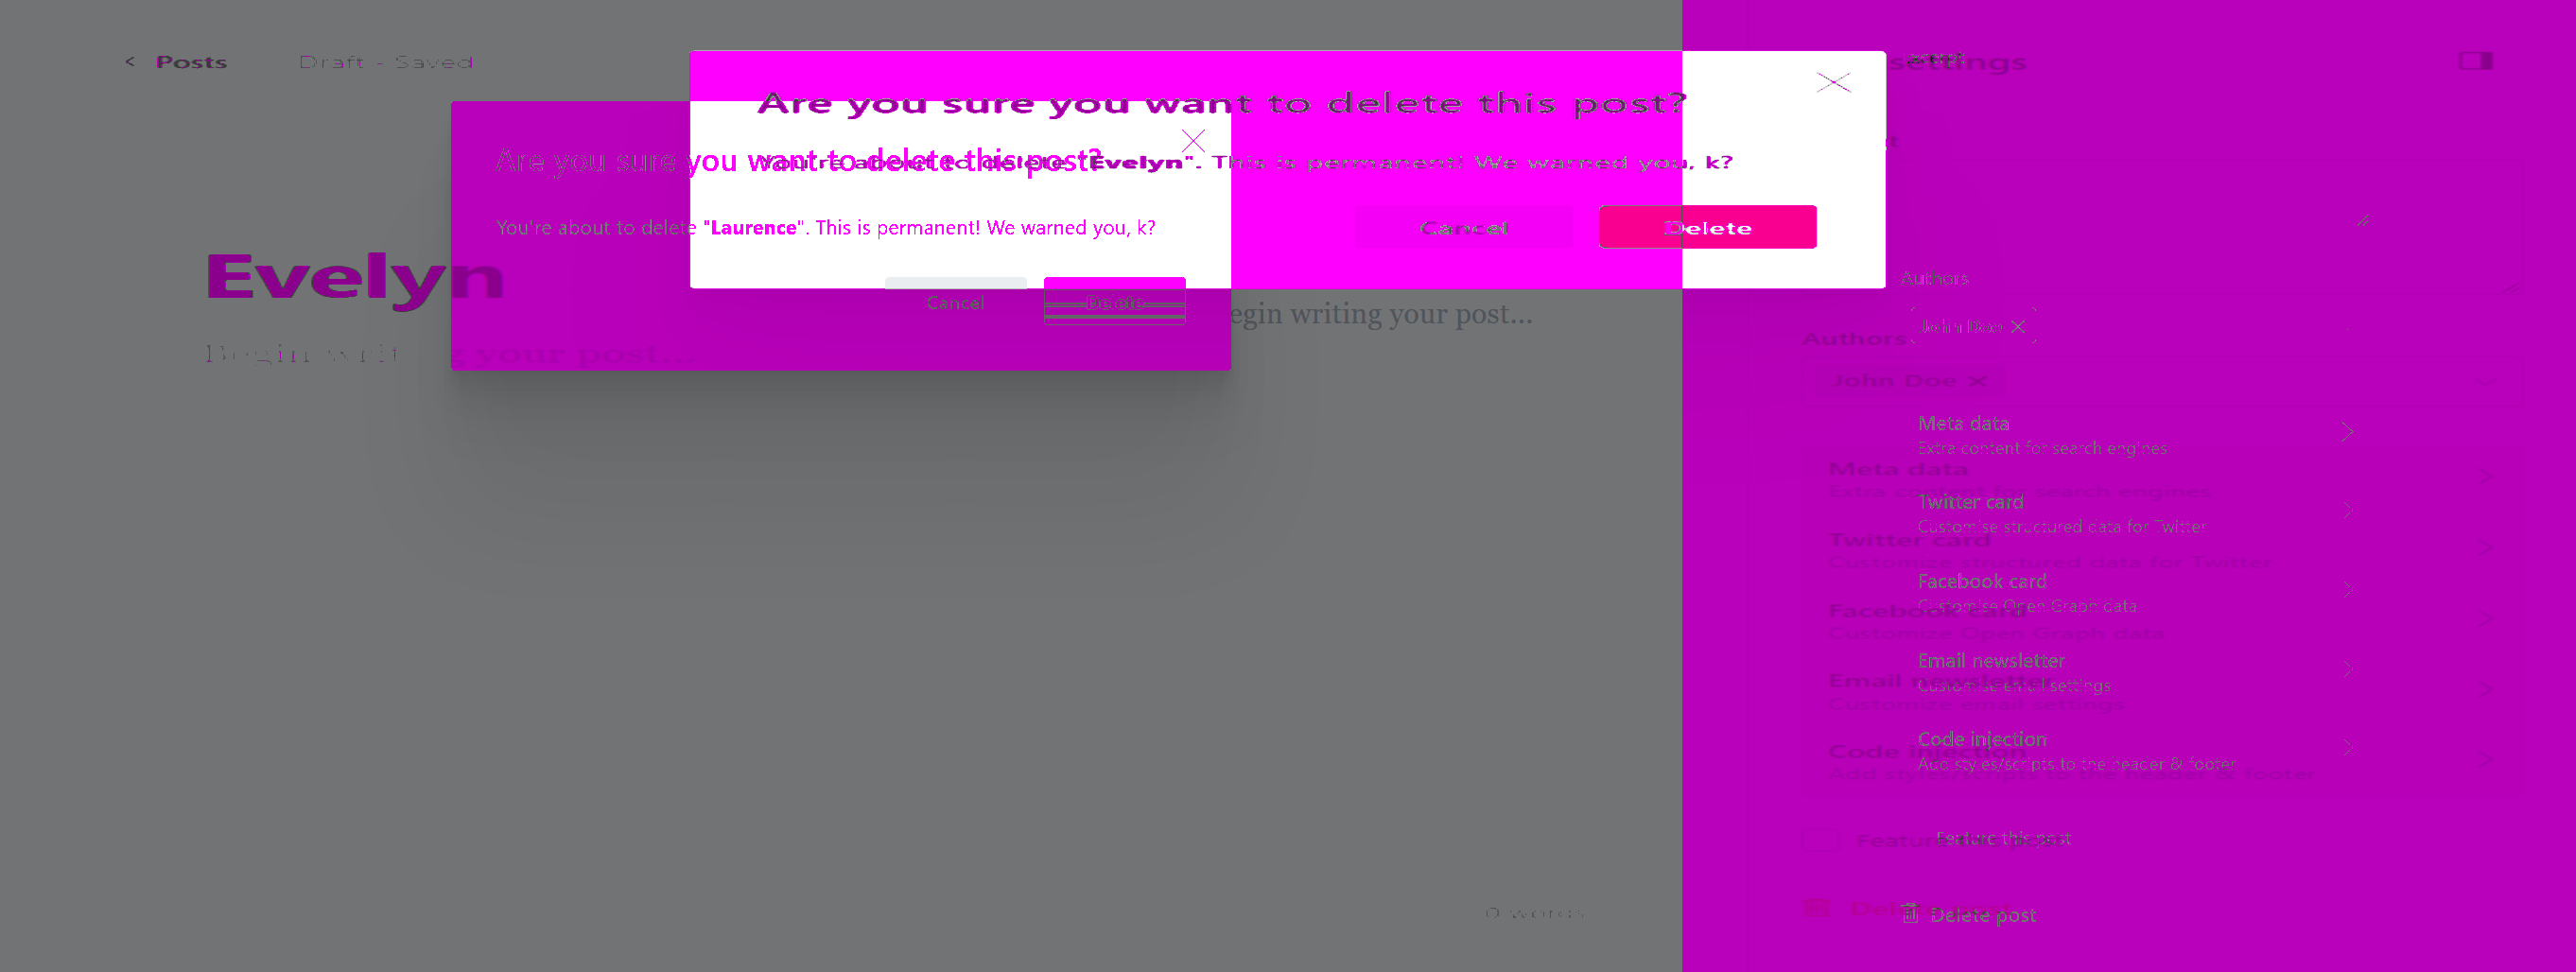 < Posts Draft - Saved
settings
Are you sure you want to delete this post?
You're about to delete "Evelyn". This is permanent! We warned you, k?
Cancel Delete
Are you sure you want to delete this post?
You're about to delete "Laurence". This is permanent! We warned you, k?
Cancel Delete
Evelyn
Begin writ g your post...
egin writing your post...
Authors
John Doe ×
Authors
John Doe ×
Meta data
Extra content for search engines
Meta data
Extra content for search engines
Twitter card
Customise structured data for Twitter
Twitter card
Customize structured data for Twitter
Facebook card
Customise Open Graph data
Facebook card
Customize Open Graph data
Email newsletter
Customise email settings
Email newsletter
Customize email settings
Code injection
Add styles/scripts to the header & footer
Code injection
Add styles/scripts to the header & footer
Feature this post
Feature this post
0 words
Delete post
Delete post